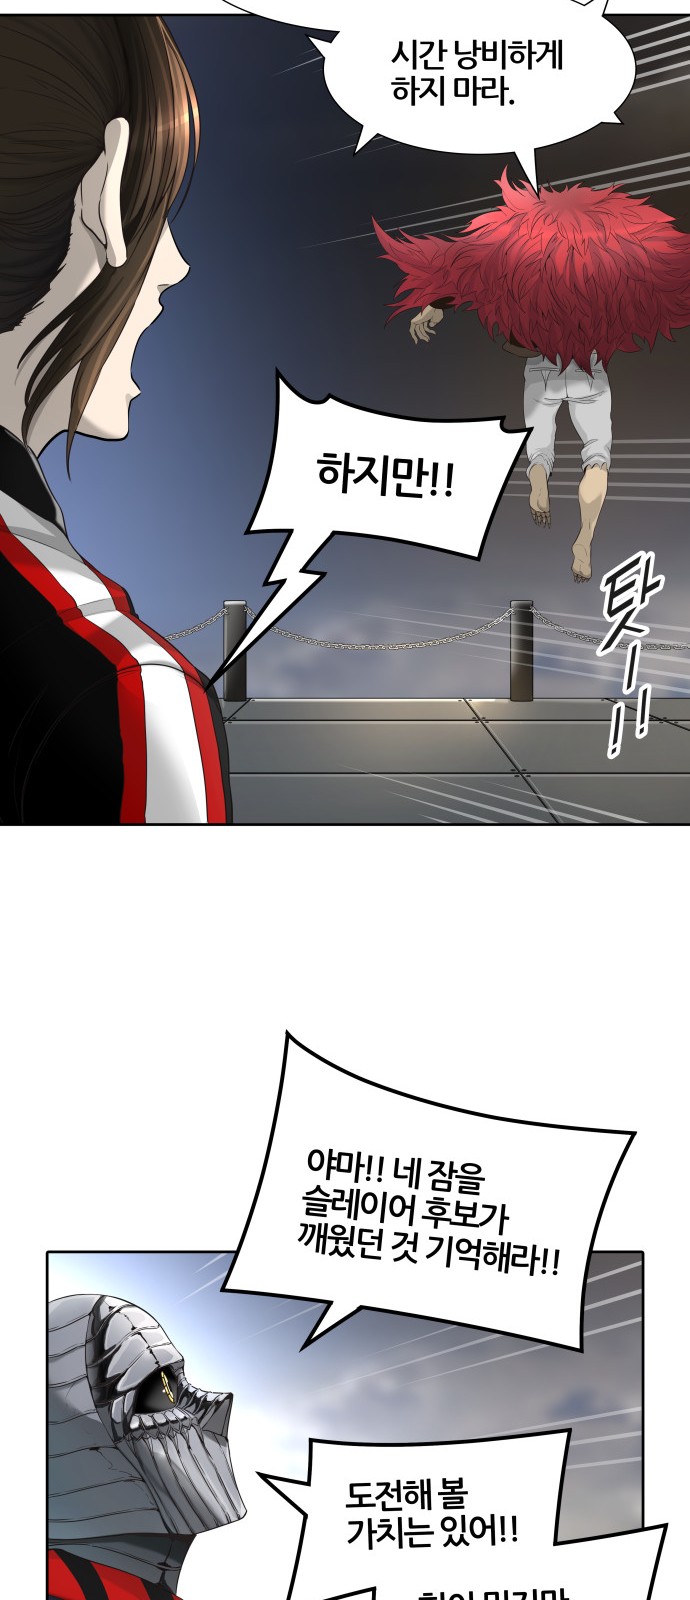 시간 낭비하게
하지 마라.
하지만!!
탓-!!
야마!! 네 잠을
슬레이어 후보가
깨웠던 것 기억해라!!
도전해 볼
가치는 있어!!